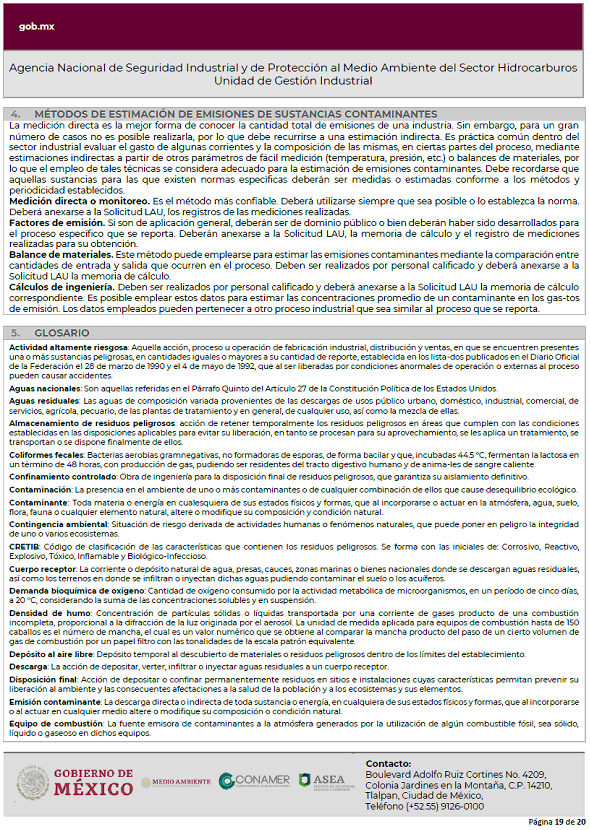 gob.mx
Agencia Nacional de Seguridad Industrial y de Protección al Medio Ambiente del Sector Hidrocarburos
Unidad de Gestión Industrial
4. MÉTODOS DE ESTIMACIÓN DE EMISIONES DE SUSTANCIAS CONTAMINANTES
La medición directa es la mejor forma de conocer la cantidad total de emisiones de una industria. Sin embargo, para un gran
número de casos no es posible realizarla, por lo que debe recurrirse a una estimación indirecta. Es práctica común dentro del
sector industrial evaluar el gasto de algunas corrientes y la composición de las mismas, en ciertas partes del proceso, mediante
estimaciones indirectas a partir de otros parámetros de fácil medición (temperatura, presión, etc.) o balances de materiales, por
lo que el empleo de tales técnicas se considera adecuado para la estimación de emisiones contaminantes. Debe recordarse que
aquellas sustancias para las que existen normas específicas deberán ser medidas o estimadas conforme a los métodos y
periodicidad establecidos.
Medición directa o monitoreo. Es el método más confiable. Deberá utilizarse siempre que sea posible o lo establezca la norma.
Deberá anexarse a la Solicitud LAU, los registros de las mediciones realizadas.
Factores de emisión. Si son de aplicación general, deberán ser de dominio público o bien deberán haber sido desarrollados para
el proceso específico que se reporta. Deberán anexarse a la Solicitud LAU, la memoria de cálculo y el registro de mediciones
realizadas para su obtención.
Balance de materiales. Este método puede emplearse para estimar las emisiones contaminantes mediante la comparación entre
cantidades de entrada y salida que ocurren en el proceso. Deben ser realizados por personal calificado y deberá anexarse a la
Solicitud LAU la memoria de cálculo.
Cálculos de ingeniería. Deben ser realizados por personal calificado y deberá anexarse a la Solicitud LAU la memoria de cálculo
correspondiente. Es posible emplear estos datos para estimar las concentraciones promedio de un contaminante en los gas-tos
de emisión. Los datos empleados pueden pertenecer a otro proceso industrial que sea similar al proceso que se reporta.
5. GLOSARIO
Actividad altamente riesgosa: Aquella acción, proceso u operación de fabricación industrial, distribución y ventas, en que se encuentren presentes
una o más sustancias peligrosas, en cantidades iguales o mayores a su cantidad de reporte, establecida en los lista-dos publicados en el Diario Oficial
de la Federación el 28 de marzo de 1990 y el 4 de mayo de 1992, que al ser liberadas por condiciones anormales de operación o externas al proceso
pueden causar accidentes.
Aguas nacionales: Son aquellas referidas en el Párrafo Quinto del Artículo 27 de la Constitución Política de los Estados Unidos.
Aguas residuales: Las aguas de composición variada provenientes de las descargas de usos público urbano, doméstico, industrial, comercial, de
servicios, agrícola, pecuario, de las plantas de tratamiento y en general, de cualquier uso, así como la mezcla de ellas.
Almacenamiento de residuos peligrosos: acción de retener temporalmente los residuos peligrosos en áreas que cumplen con las condiciones
establecidas en las disposiciones aplicables para evitar su liberación, en tanto se procesan para su aprovechamiento, se les aplica un tratamiento, se
transportan o se dispone finalmente de ellos.
Coliformes fecales: Bacterias aerobias gramnegativas, no formadoras de esporas, de forma bacilar y que, incubadas 44.5 °C, fermentan la lactosa en
un término de 48 horas, con producción de gas, pudiendo ser residentes del tracto digestivo humano y de anima-les de sangre caliente.
Confinamiento controlado: Obra de ingeniería para la disposición final de residuos peligrosos, que garantiza su aislamiento definitivo.
Contaminación: La presencia en el ambiente de uno o más contaminantes o de cualquier combinación de ellos que cause desequilibrio ecológico.
Contaminante: Toda materia o energía en cualesquiera de sus estados físicos y formas, que al incorporarse o actuar en la atmósfera, agua, suelo,
flora, fauna o cualquier elemento natural, altere o modifique su composición y condición natural.
Contingencia ambiental: Situación de riesgo derivada de actividades humanas o fenómenos naturales, que puede poner en peligro la integridad
de uno o varios ecosistemas.
CRETIB: Código de clasificación de las características que contienen los residuos peligrosos. Se forma con las iniciales de: Corrosivo, Reactivo,
Explosivo, Tóxico, Inflamable y Biológico-Infeccioso.
Cuerpo receptor: La corriente o depósito natural de agua, presas, cauces, zonas marinas o bienes nacionales donde se descargan aguas residuales,
así como los terrenos en donde se infiltran o inyectan dichas aguas pudiendo contaminar el suelo o los acuíferos.
Demanda bioquímica de oxígeno: Cantidad de oxígeno consumido por la actividad metabólica de microorganismos, en un período de cinco días,
a 20 °C, considerando la suma de las concentraciones solubles y en suspensión.
Densidad de humo: Concentración de partículas sólidas o líquidas transportada por una corriente de gases producto de una combustión
incompleta, proporcional a la difracción de la luz originada por el aerosol. La unidad de medida aplicada para equipos de combustión hasta de 150
caballos es el número de mancha, el cual es un valor numérico que se obtiene al comparar la mancha producto del paso de un cierto volumen de
gas de combustión por un papel filtro con las tonalidades de la escala patrón equivalente.
Depósito al aire libre: Depósito temporal al descubierto de materiales o residuos peligrosos dentro de los límites del establecimiento.
Descarga: La acción de depositar, verter, infiltrar o inyectar aguas residuales a un cuerpo receptor.
Disposición final: Acción de depositar o confinar permanentemente residuos en sitios e instalaciones cuyas características permitan prevenir su
liberación al ambiente y las consecuentes afectaciones a la salud de la población y a los ecosistemas y sus elementos.
Emisión contaminante: La descarga directa o indirecta de toda sustancia o energía, en cualquiera de sus estados físicos y formas, que al incorporarse
o al actuar en cualquier medio altere o modifique su composición o condición natural.
Equipo de combustión: La fuente emisora de contaminantes a la atmósfera generados por la utilización de algún combustible fósil, sea sólido,
líquido o gaseoso en dichos equipos.
GOBIERNO DE
MÉXICO
MEDIO AMBIENTE
CONAMER
ASEA
Contacto:
Boulevard Adolfo Ruiz Cortines No. 4209,
Colonia Jardines en la Montaña, C.P. 14210,
Tlalpan, Ciudad de México,
Teléfono (+52.55) 9126-0100
Página 19 de 20